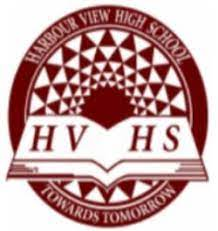 HARBOUR VIEW HIGH SCHOOL
HV HS
TOWARDS TOMORROW